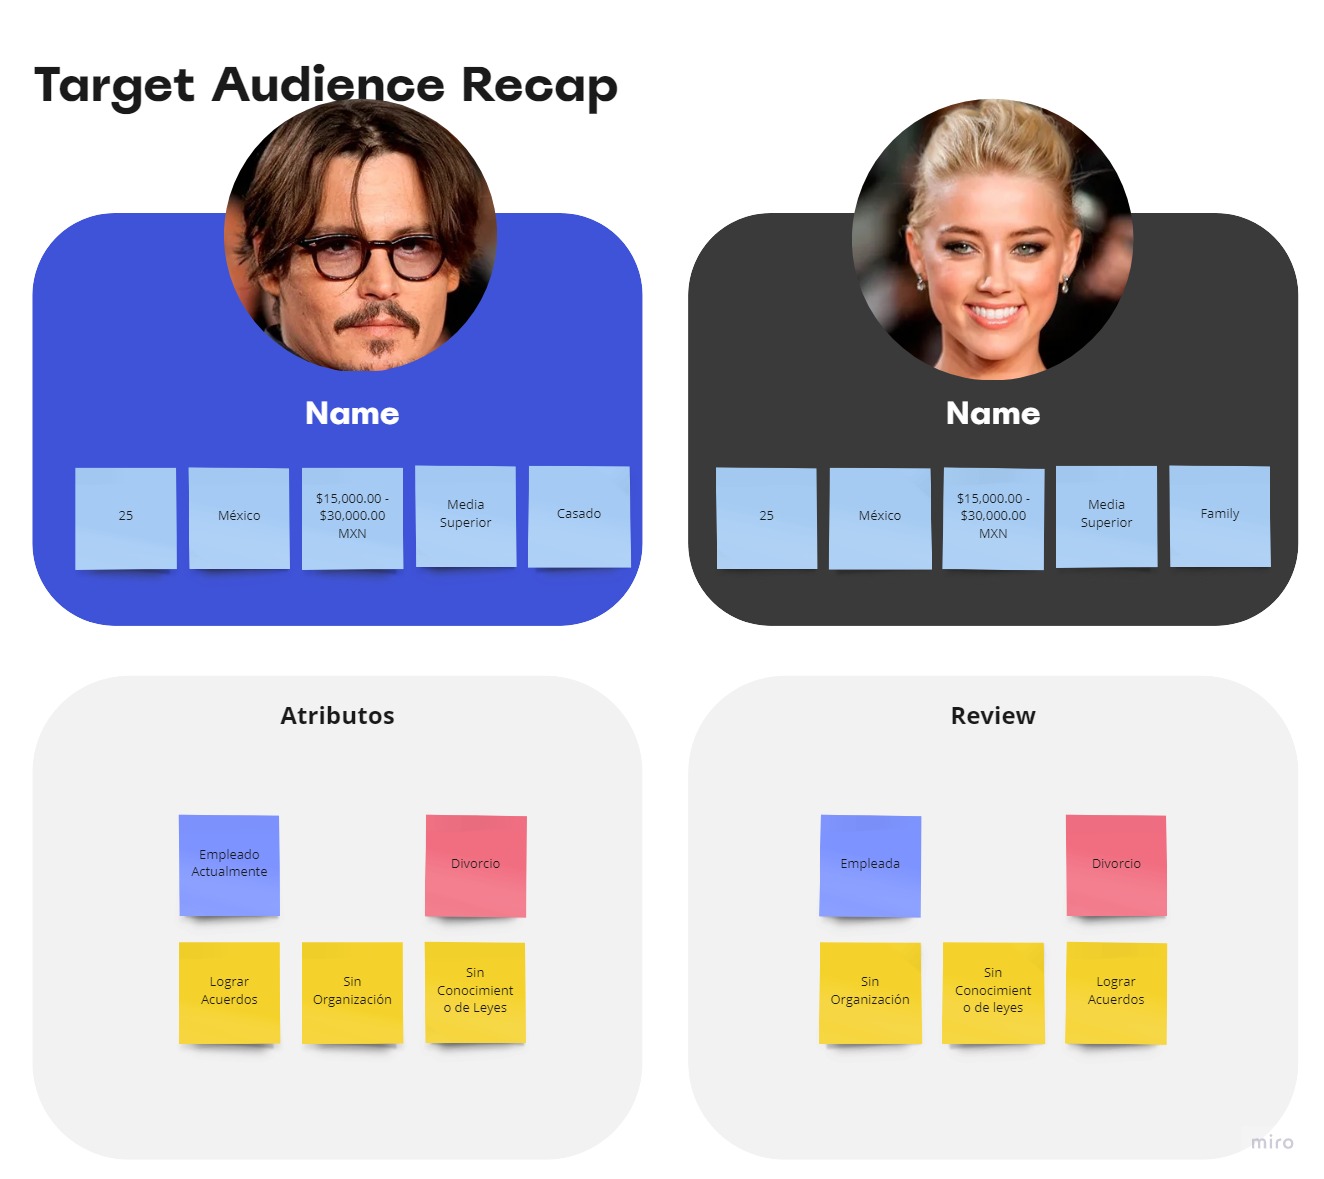 Target Audience Recap
Name
25
México
$15,000.00 -
$30,000.00
MXN
Media
Superior
Casado
Name
25
México
$15,000.00 -
$30,000.00
MXN
Media
Superior
Family
Atributos
Empleado
Actualmente
Divorcio
Lograr
Acuerdos
Sin
Organización
Sin
Conocimient
o de Leyes
Review
Empleada
Divorcio
Sin
Organización
Sin
Conocimient
o de leyes
Lograr
Acuerdos
miro